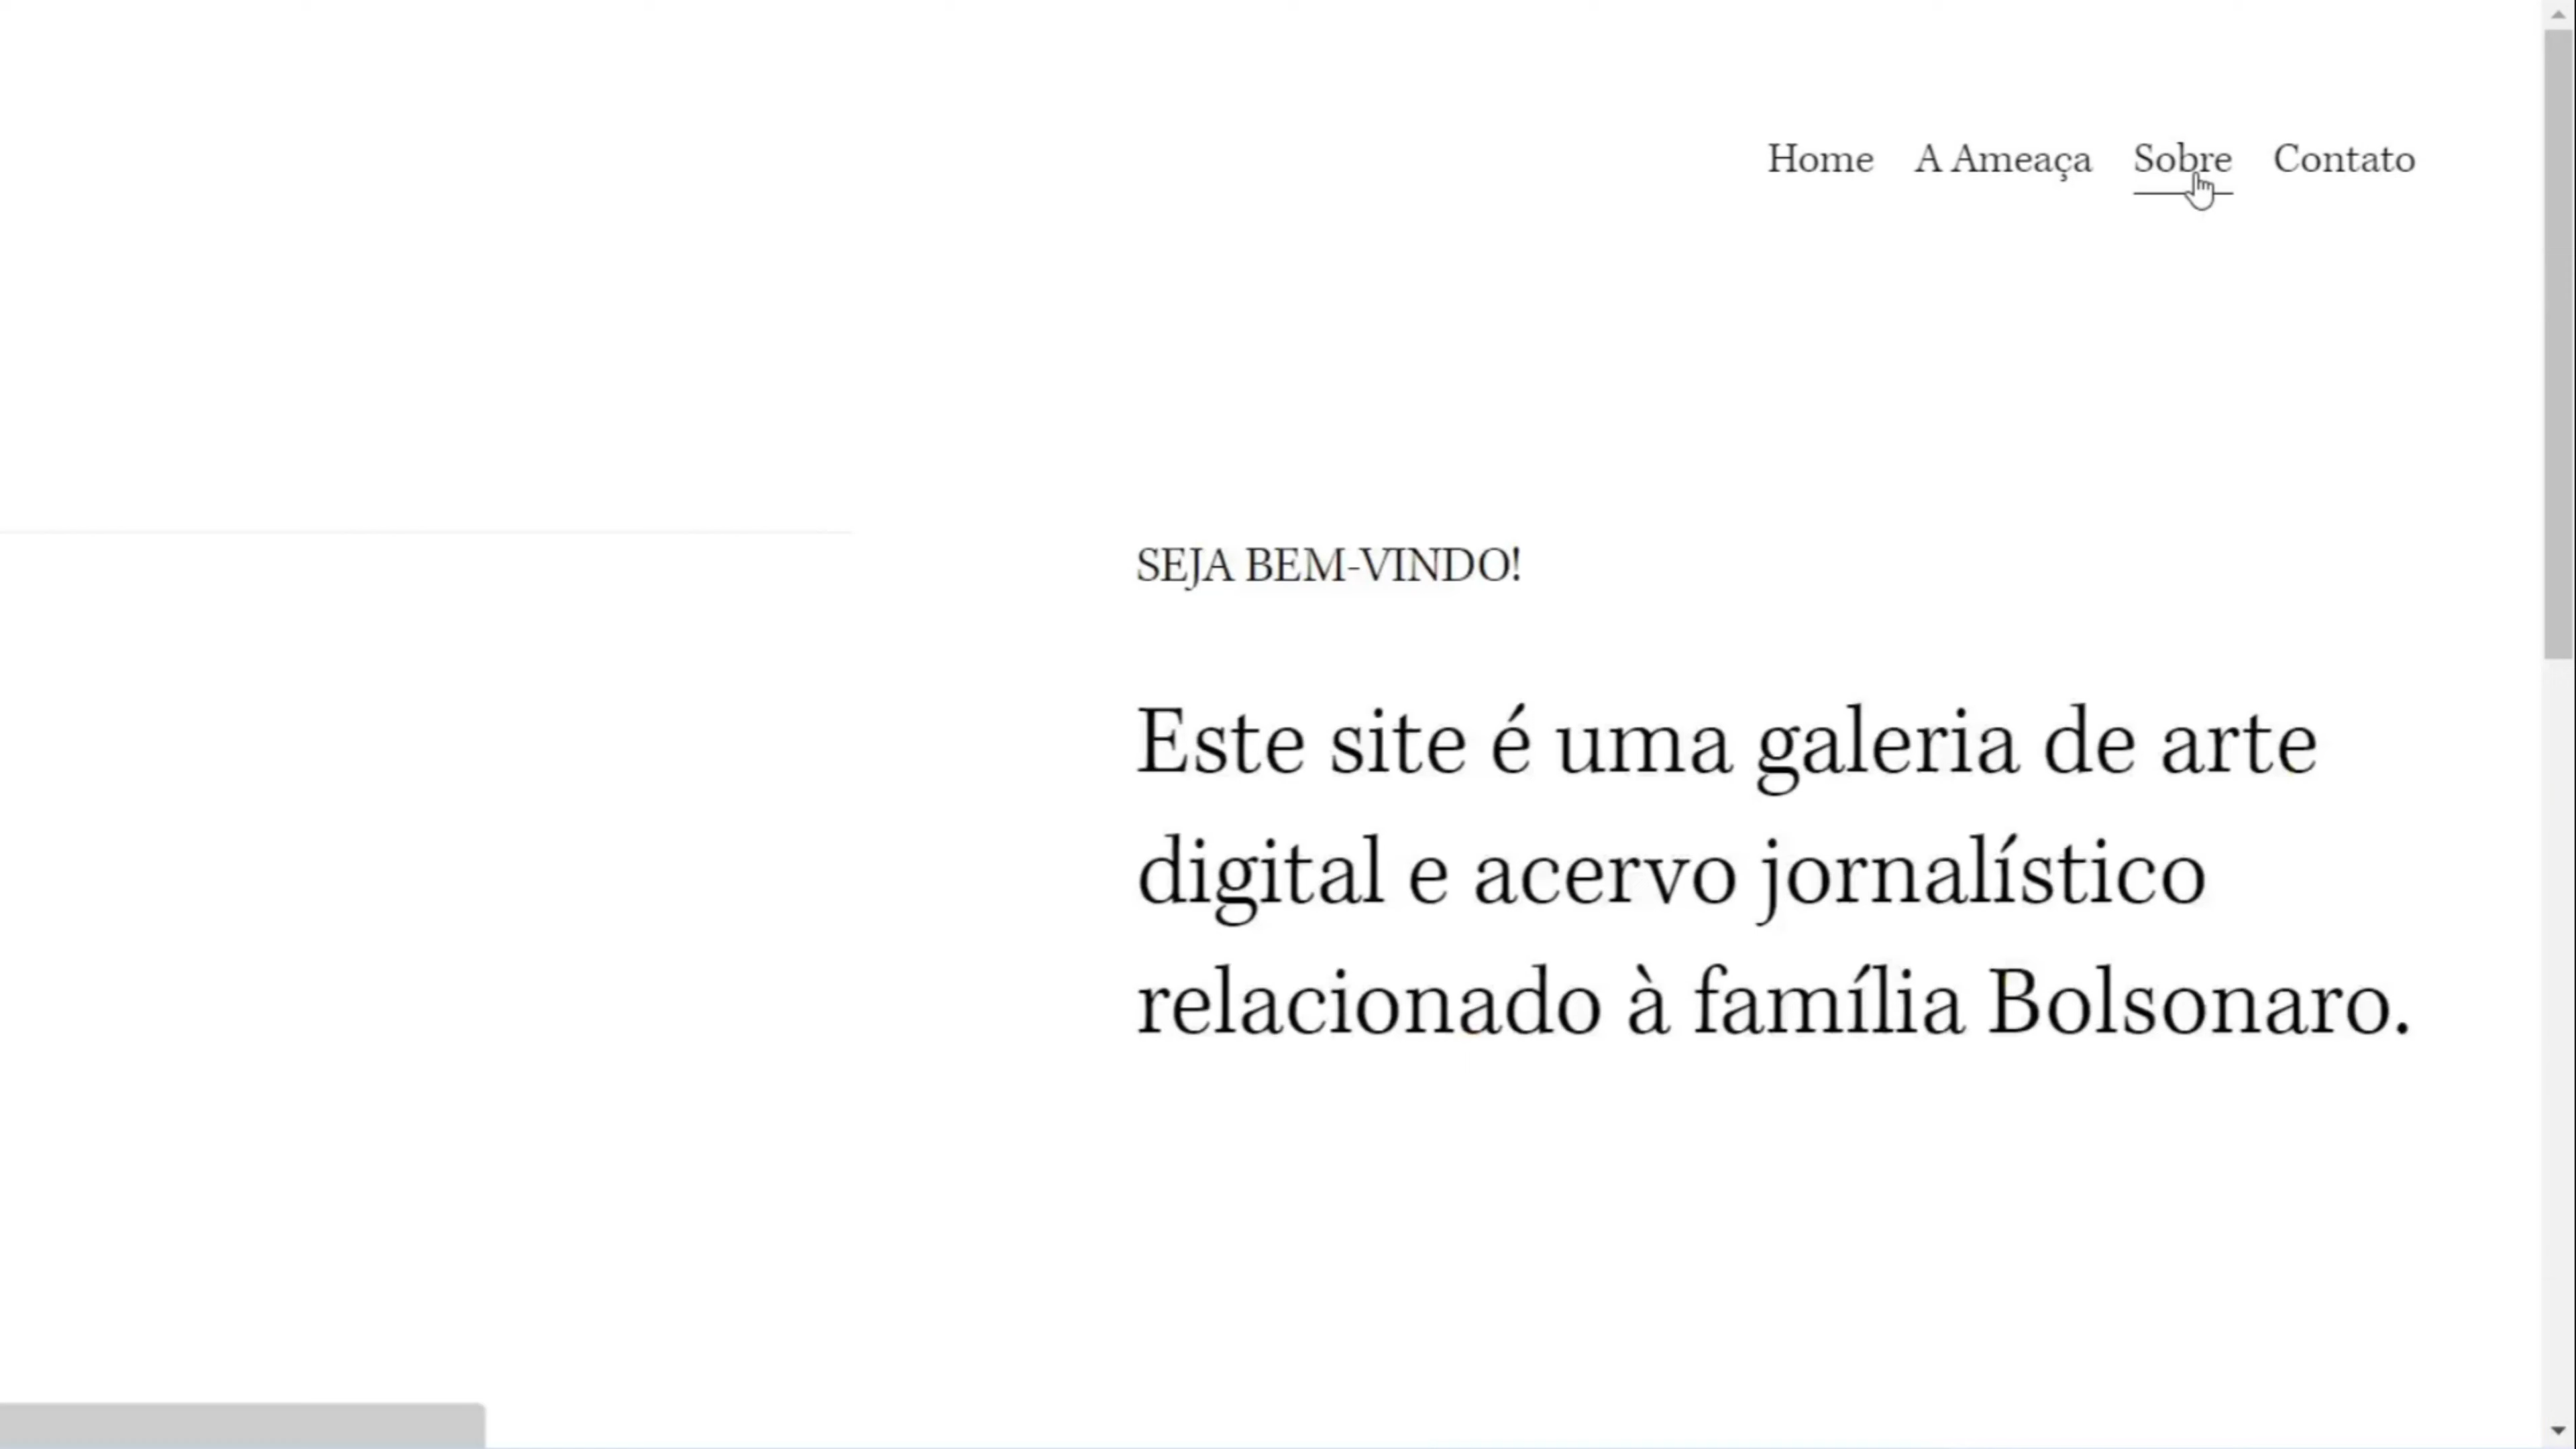 Home A Ameaça Sobre Contato
SEJA BEM-VINDO!
Este site é uma galeria de arte
digital e acervo jornalístico
relacionado à família Bolsonaro.